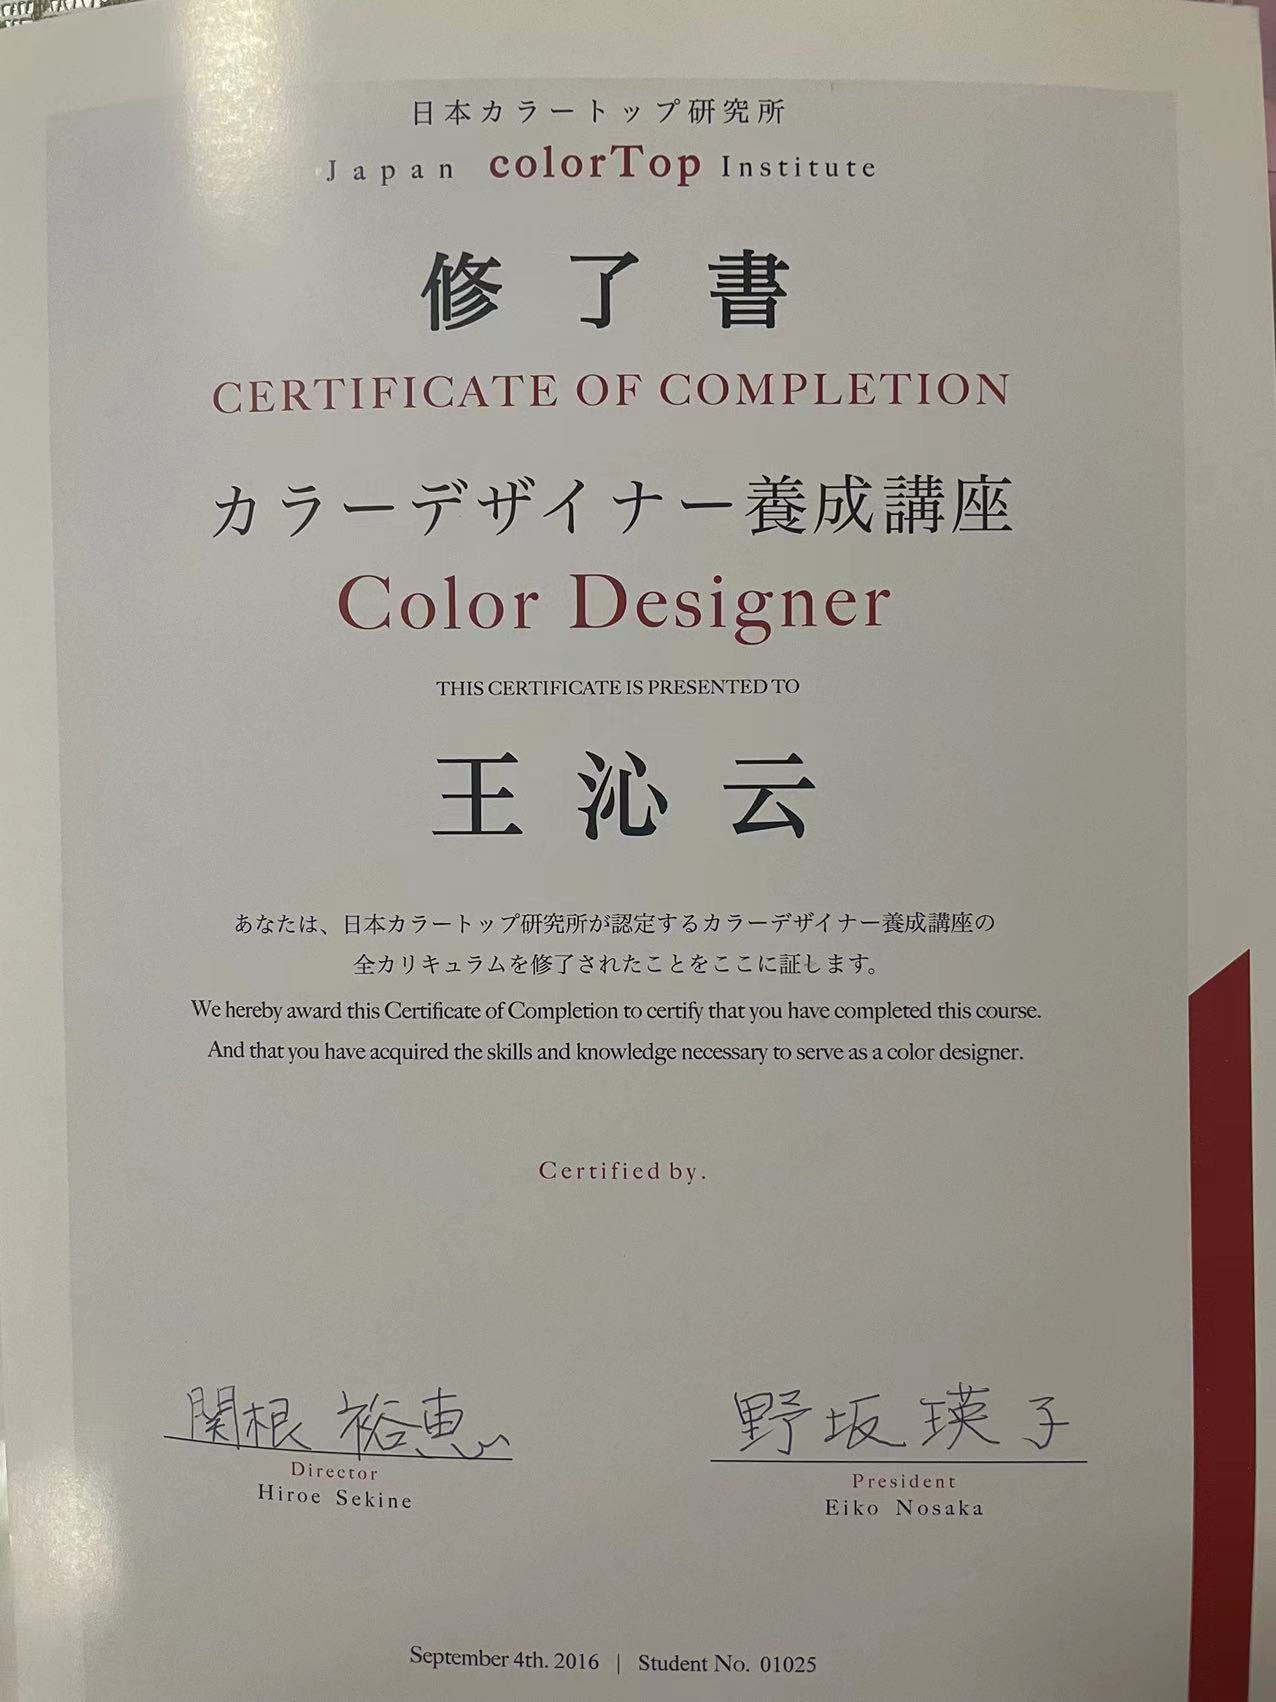 日本カラートップ研究所
Japan colorTop Institute
修了書
CERTIFICATE OF COMPLETION
カラーデザイナー養成講座
Color Designer
THIS CERTIFICATE IS PRESENTED TO
王沁云
あなたは、日本カラートップ研究所が認定するカラーデザイナー養成講座の
全カリキュラムを修了されたことをここに証します。
We hereby award this Certificate of Completion to certify that you have completed this course.
And that you have acquired the skills and knowledge necessary to serve as a color designer.
Certified by.
関根 裕恵
Director
Hiroe Sekine
野坂 瑛子
President
Eiko Nosaka
September 4th. 2016 | Student No. 01025